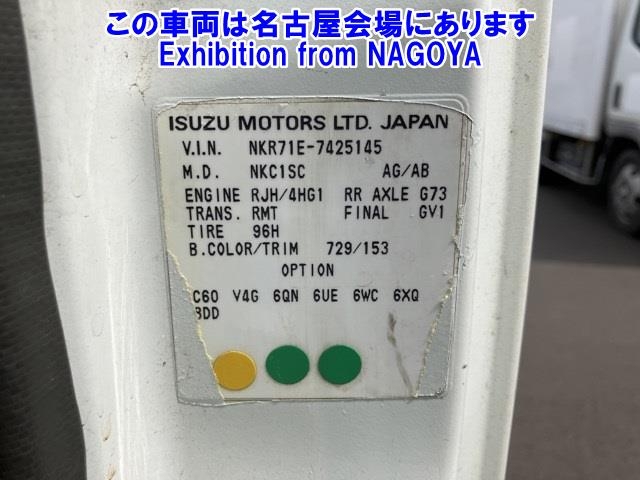 この車両は名古屋会場にあります
Exhibition from NAGOYA
ISUZU MOTORS LTD. JAPAN
V.I.N. NKR71E-7425145
M.D. NKC1SC AG/AB
ENGINE RJH/4HG1 RR AXLE G73
TRANS. RMT FINAL GV1
TIRE 96H
B.COLOR/TRIM 729/153
OPTION
C60 V4G 6QN 6UE 6WC 6XQ